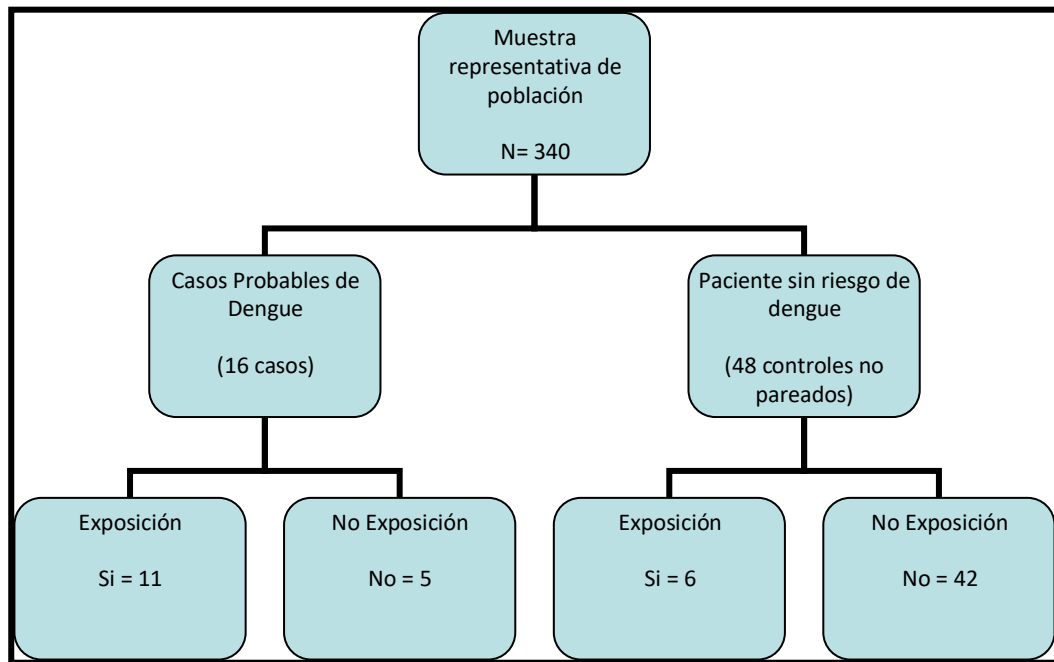 Muestra
representativa de
población
N= 340
Casos Probables de
Dengue
(16 casos)
Paciente sin riesgo de
dengue
(48 controles no
pareados)
Exposición
Si = 11
No Exposición
No = 5
Exposición
Si = 6
No Exposición
No = 42